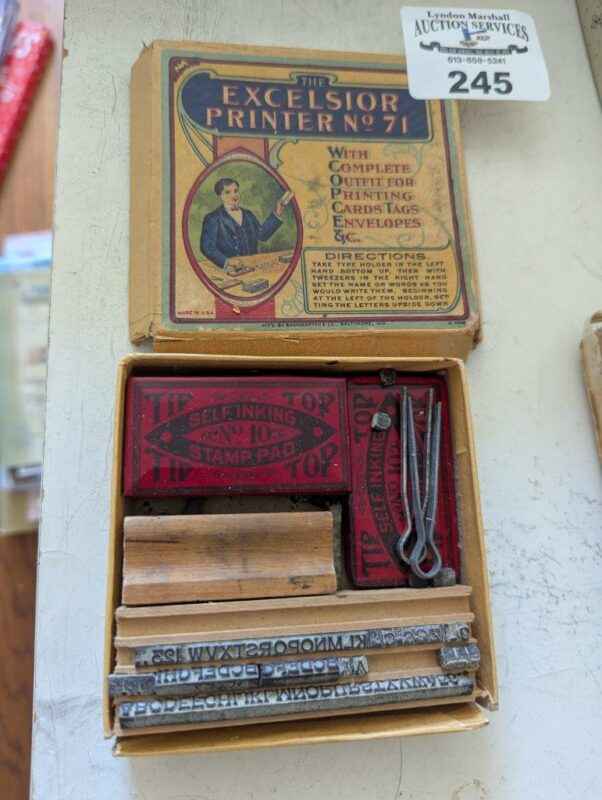 Lyndon Marshall
AUCTION SERVICES
613-858-5241
245
THE
EXCELSIOR
PRINTER Nº 71
WITH
COMPLETE
OUTFIT FOR
PRINTING
CARDS TAGS
ENVELOPES
&C.
DIRECTIONS.
TAKE TYPE HOLDER IN THE LEFT
HAND BOTTOM UP, THEN WITH
TWEEZERS IN THE RIGHT HAND
SET THE NAME OR WORDS AS YOU
WOULD WRITE THEM, BEGINNING
AT THE LEFT OF THE HOLDER, SET
TING THE LETTERS UPSIDE DOWN
MADE IN U.S.A.
TIP TOP
SELF INKING
Nº 10
STAMP PAD
TIP TOP
TIP TOP
SELF INKING
Nº 10
TIP